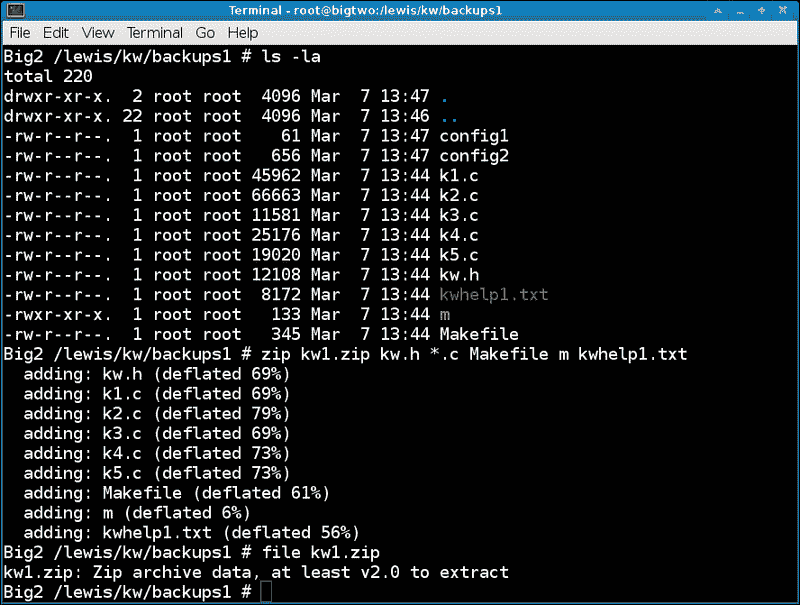 Terminal - root@bigtwo:/lewis/kw/backups1
File Edit View Terminal Go Help
Big2 /lewis/kw/backups1 # ls -la
total 220
drwxr-xr-x.  2 root root  4096 Mar  7 13:47 .
drwxr-xr-x. 22 root root  4096 Mar  7 13:46 ..
-rw-r--r--.  1 root root    61 Mar  7 13:47 config1
-rw-r--r--.  1 root root   656 Mar  7 13:47 config2
-rw-r--r--.  1 root root 45962 Mar  7 13:44 k1.c
-rw-r--r--.  1 root root 66663 Mar  7 13:44 k2.c
-rw-r--r--.  1 root root 11581 Mar  7 13:44 k3.c
-rw-r--r--.  1 root root 25176 Mar  7 13:44 k4.c
-rw-r--r--.  1 root root 19020 Mar  7 13:44 k5.c
-rw-r--r--.  1 root root 12108 Mar  7 13:44 kw.h
-rw-r--r--.  1 root root  8172 Mar  7 13:44 kwhelp1.txt
-rwxr-xr-x.  1 root root   133 Mar  7 13:44 m
-rw-r--r--.  1 root root   345 Mar  7 13:44 Makefile
Big2 /lewis/kw/backups1 # zip kw1.zip kw.h *.c Makefile m kwhelp1.txt
  adding: kw.h (deflated 69%)
  adding: k1.c (deflated 69%)
  adding: k2.c (deflated 79%)
  adding: k3.c (deflated 69%)
  adding: k4.c (deflated 73%)
  adding: k5.c (deflated 73%)
  adding: Makefile (deflated 61%)
  adding: m (deflated 6%)
  adding: kwhelp1.txt (deflated 56%)
Big2 /lewis/kw/backups1 # file kw1.zip
kw1.zip: Zip archive data, at least v2.0 to extract
Big2 /lewis/kw/backups1 #